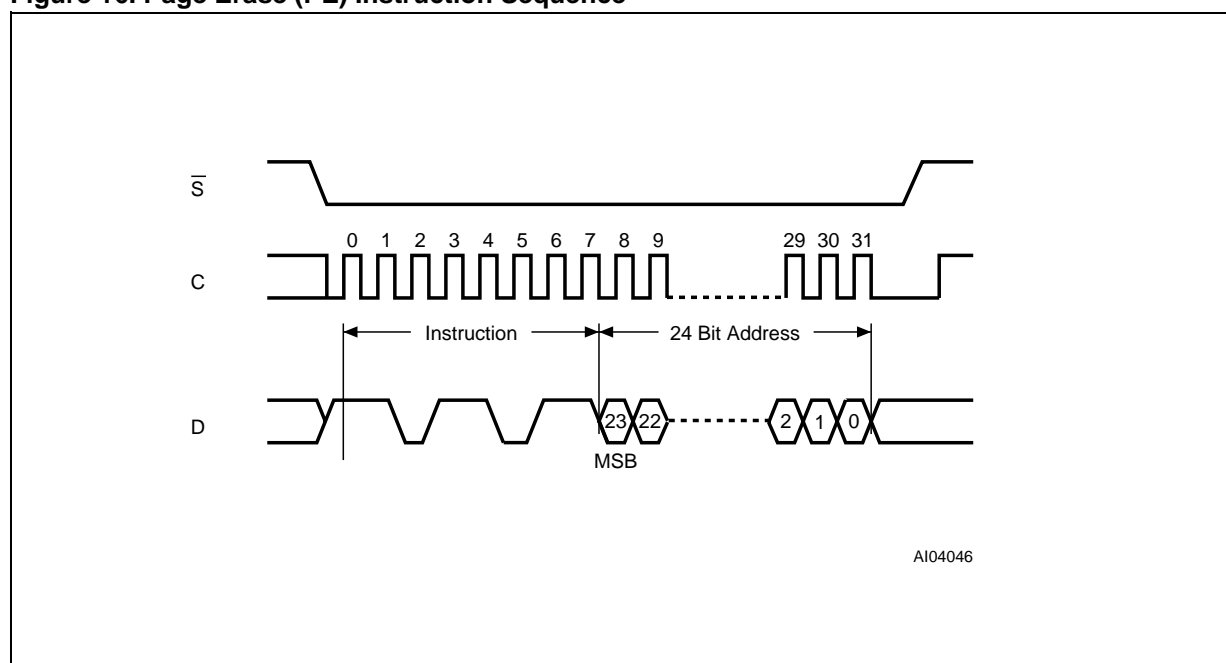 Figure Page Erase (PE) Instruction Sequence
S
0 1 2 3 4 5 6 7 8 9 29 30 31
C
Instruction 24 Bit Address
D 23 22 2 1 0
MSB
AI04046